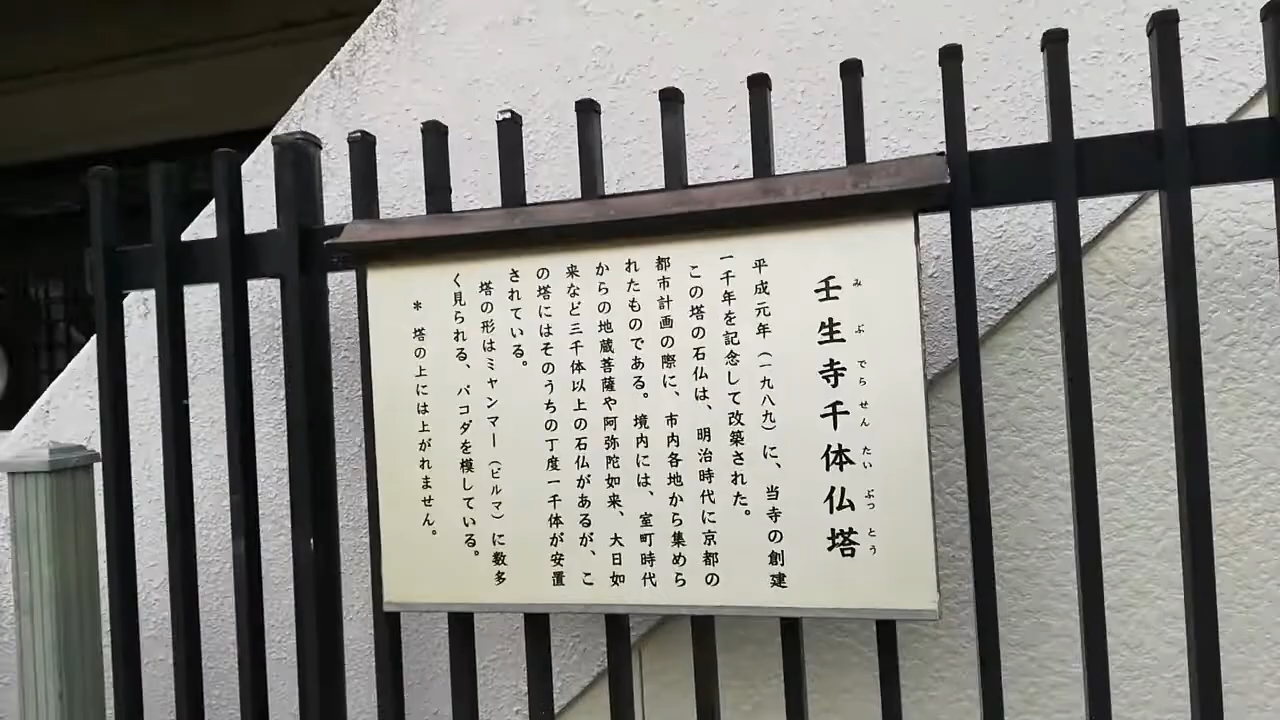 壬生寺千体仏塔
みぶでらせんたいぶっとう
平成元年（一九八九）に、当寺の創建
一千年を記念して改築された。
この塔の石仏は、明治時代に京都の
都市計画の際に、市内各地から集めら
れたものである。境内には、室町時代
からの地蔵菩薩や阿弥陀如来、大日如
来など三千体以上の石仏があるが、こ
の塔にはそのうちの丁度一千体が安置
されている。
塔の形はミャンマー（ビルマ）に数多
く見られる、パコダを模している。
＊塔の上には上がれません。